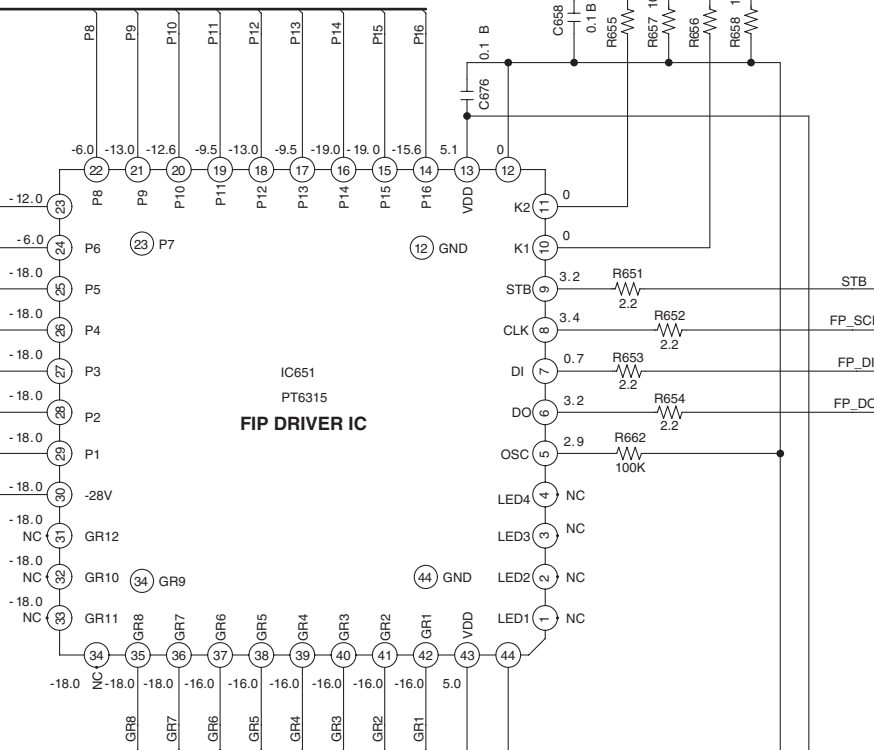 P8 P9 P10 P11 P12 P13 P14 P15 P16
0.1 B
C676
C658
0.1 B
R655
R657
R656
R658
-6.0 -13.0 -12.6 -9.5 -13.0 -9.5 -19.0 -19.0 -15.6 5.1 0
22 21 20 19 18 17 16 15 14 13 12
P8 P9 P10 P11 P12 P13 P14 P15 P16 VDD
-12.0 23
K2 11 0
23 P7
12 GND
-6.0 24 P6
K1 10 0
-18.0 25 P5
STB 9 3.2 R651 2.2 STB
-18.0 26 P4
CLK 8 3.4 R652 2.2
-18.0 27 P3
DI 7 0.7 R653 2.2 FP_DI
IC651
PT6315
FIP DRIVER IC
-18.0 28 P2
DO 6 3.2 R654 2.2
-18.0 29 P1
OSC 5 2.9 R662 100K
-18.0 30 -28V
LED4 4 NC
-18.0 NC 31 GR12
LED3 3 NC
-18.0 NC 32 GR10
34 GR9
44 GND
LED2 2 NC
-18.0 NC 33 GR11
LED1 1 NC
GR8 GR7 GR6 GR5 GR4 GR3 GR2 GR1 VDD
34 35 36 37 38 39 40 41 42 43 44
-18.0 NC -18.0 -18.0 -16.0 -16.0 -16.0 -16.0 -16.0 -16.0 5.0
GR8 GR7 GR6 GR5 GR4 GR3 GR2 GR1